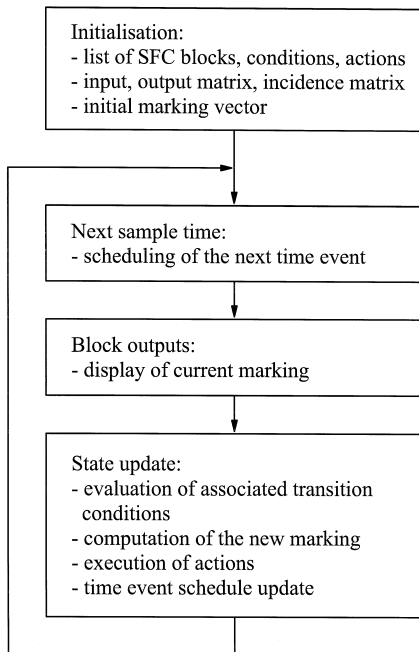 Initialisation:
- list of SFC blocks, conditions, actions
- input, output matrix, incidence matrix
- initial marking vector
Next sample time:
- scheduling of the next time event
Block outputs:
- display of current marking
State update:
- evaluation of associated transition
conditions
- computation of the new marking
- execution of actions
- time event schedule update